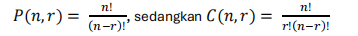 P(n,r) = n!/(n−r)!, sedangkan C(n,r) = n!/r!(n−r)!